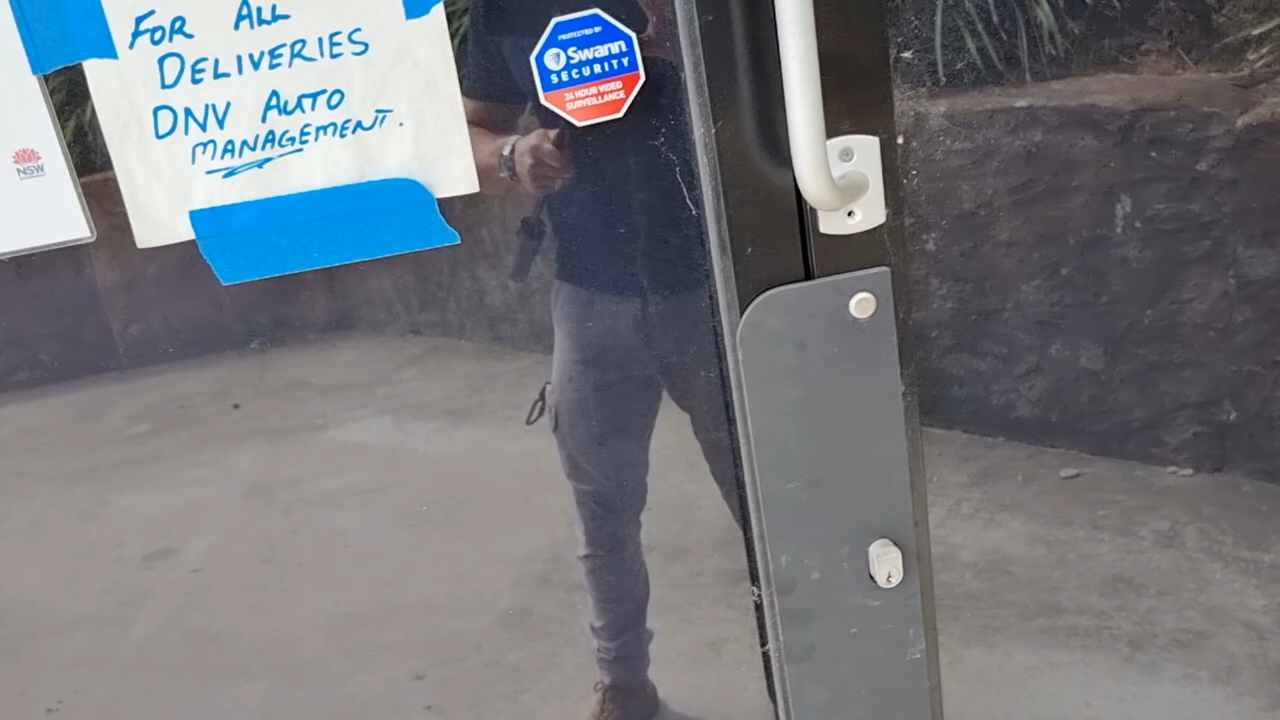 FOR ALL
DELIVERIES
DNV AUTO
MANAGEMENT.
PROTECTED BY
Swann
SECURITY
24 HOUR VIDEO
SURVEILLANCE
NSW